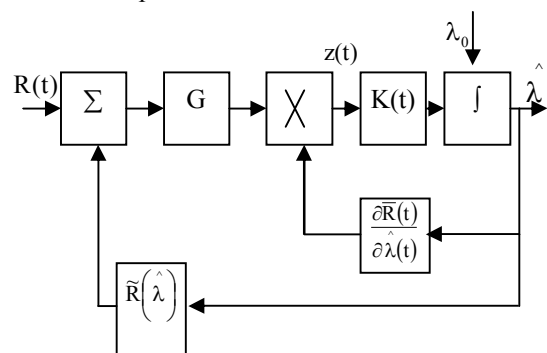 λ₀
z(t)
R(t) Σ G X K(t) ∫ λ̂
∂R̅(t)
∂λ̂(t)
R̃(λ̂)